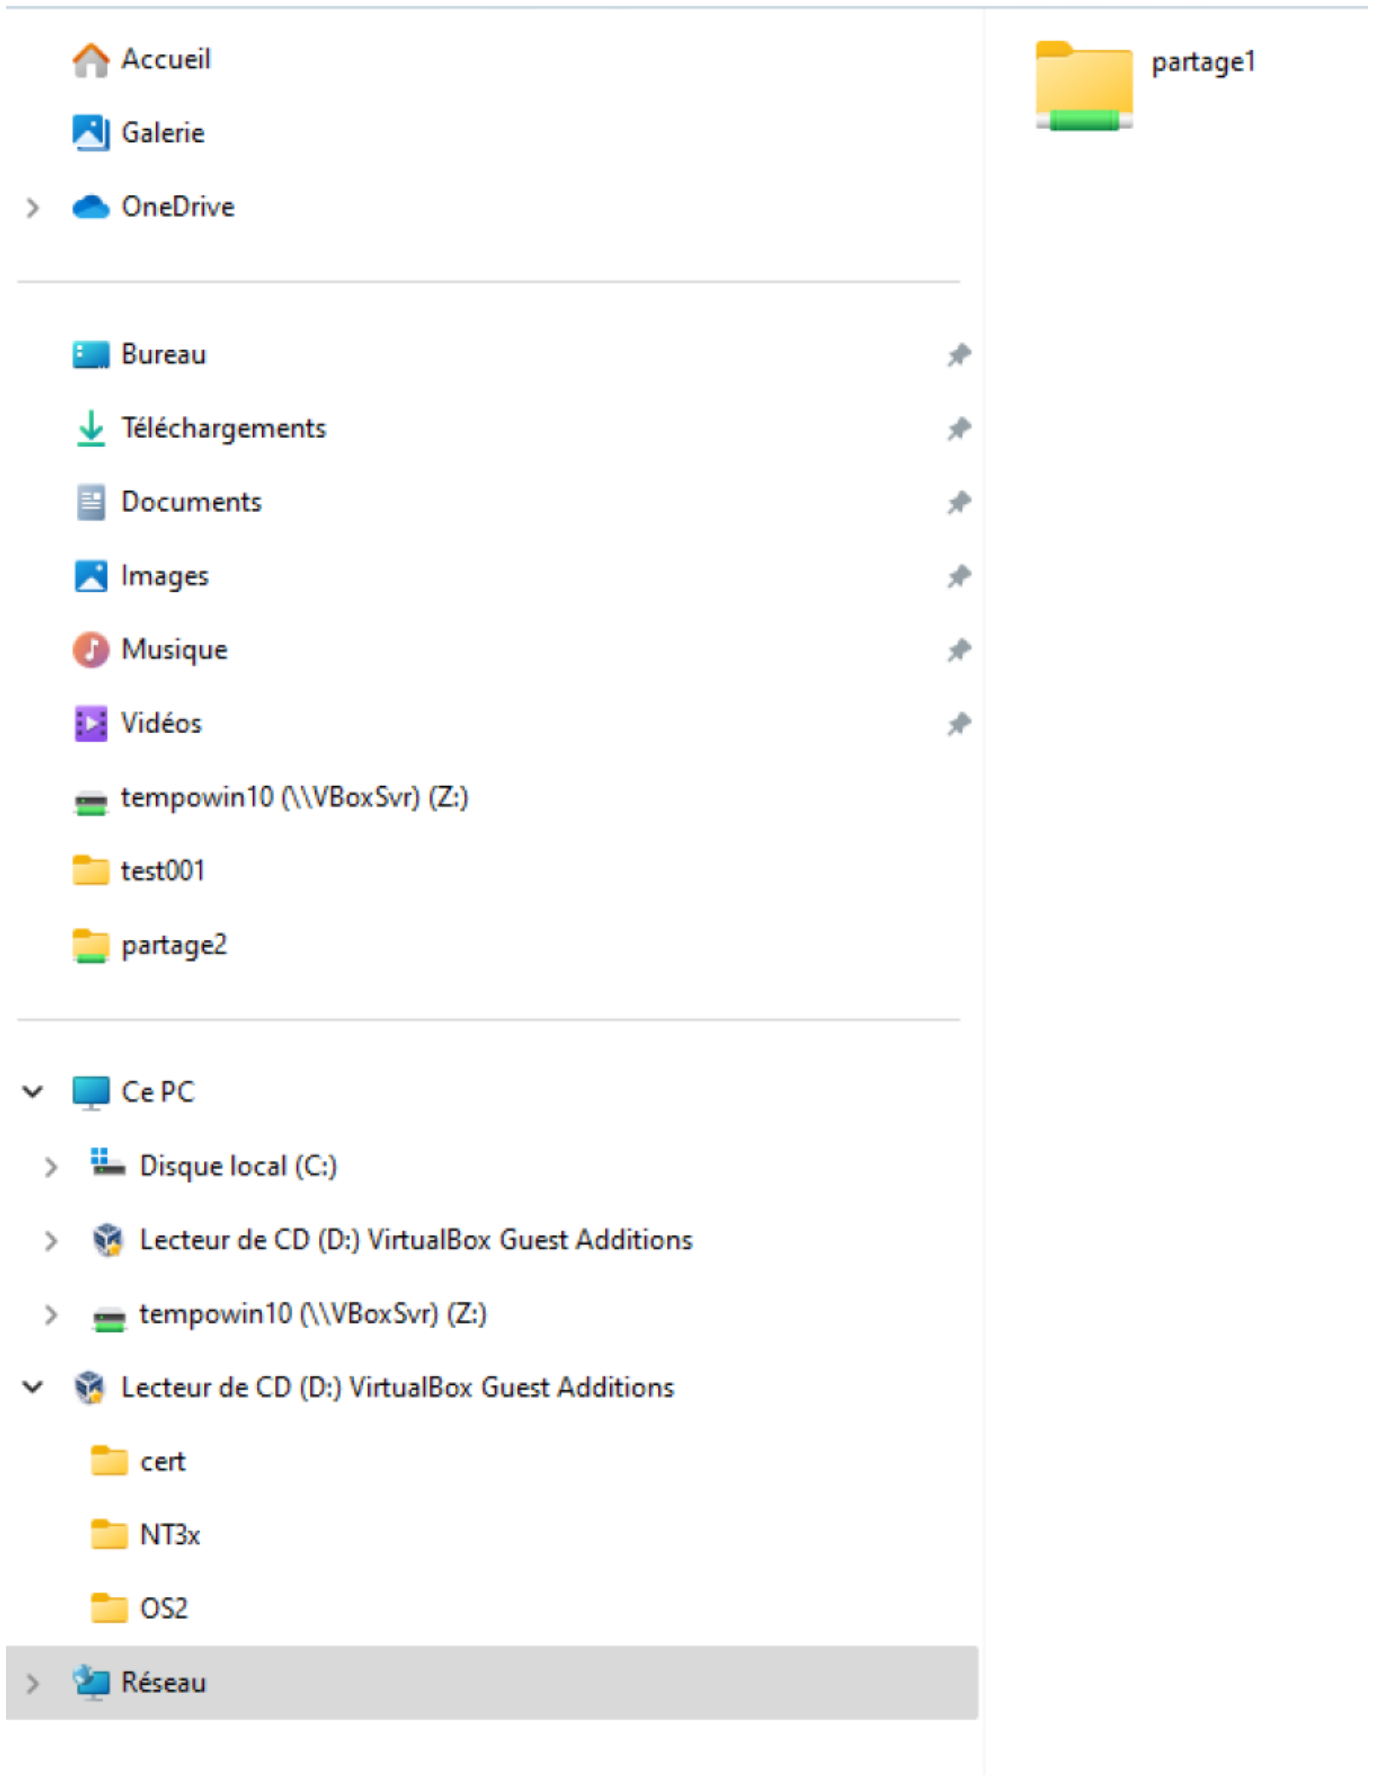 Accueil
Galerie
OneDrive
Bureau
Téléchargements
Documents
Images
Musique
Vidéos
tempowin10 (\\VBoxSvr) (Z:)
test001
partage2
Ce PC
Disque local (C:)
Lecteur de CD (D:) VirtualBox Guest Additions
tempowin10 (\\VBoxSvr) (Z:)
Lecteur de CD (D:) VirtualBox Guest Additions
cert
NT3x
OS2
Réseau
partage1